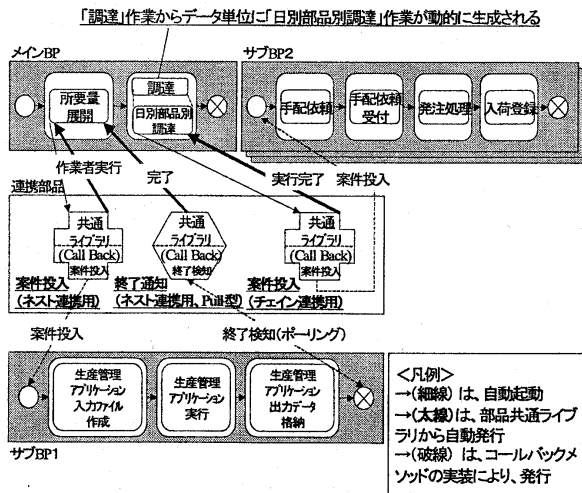 「調達」作業からデータ単位に「日別部品別調達」作業が動的に生成される
メインBP
サブBP2
所要量
展開
調達
日別部品別
調達
手配依頼
手配依頼
受付
発注処理
入荷登録
作業者実行
完了
実行完了
案件投入
連携部品
共通
ライブラリ
(Call Back)
案件投入
共通
ライブラリ
(Call Back)
終了検知
共通
ライブラリ
(Call Back)
案件投入
案件投入
(ネスト連携用)
終了通知
(ネスト連携用、Pull型)
案件投入
(チェイン連携用)
案件投入
終了検知(ポーリング)
生産管理
アプリケーション
入力ファイル
作成
生産管理
アプリケーション
実行
生産管理
アプリケーション
出力データ
格納
サブBP1
<凡例>
→(細線)は、自動起動
→(太線)は、部品共通ライブ
ラリから自動発行
→(破線)は、コールバックメ
ソッドの実装により、発行